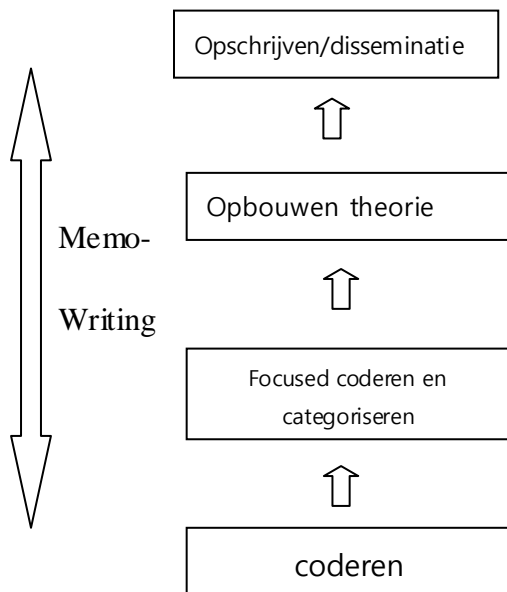 Opschrijven/disseminatie
Opbouwen theorie
Memo-
Writing
Focused coderen en
categoriseren
coderen